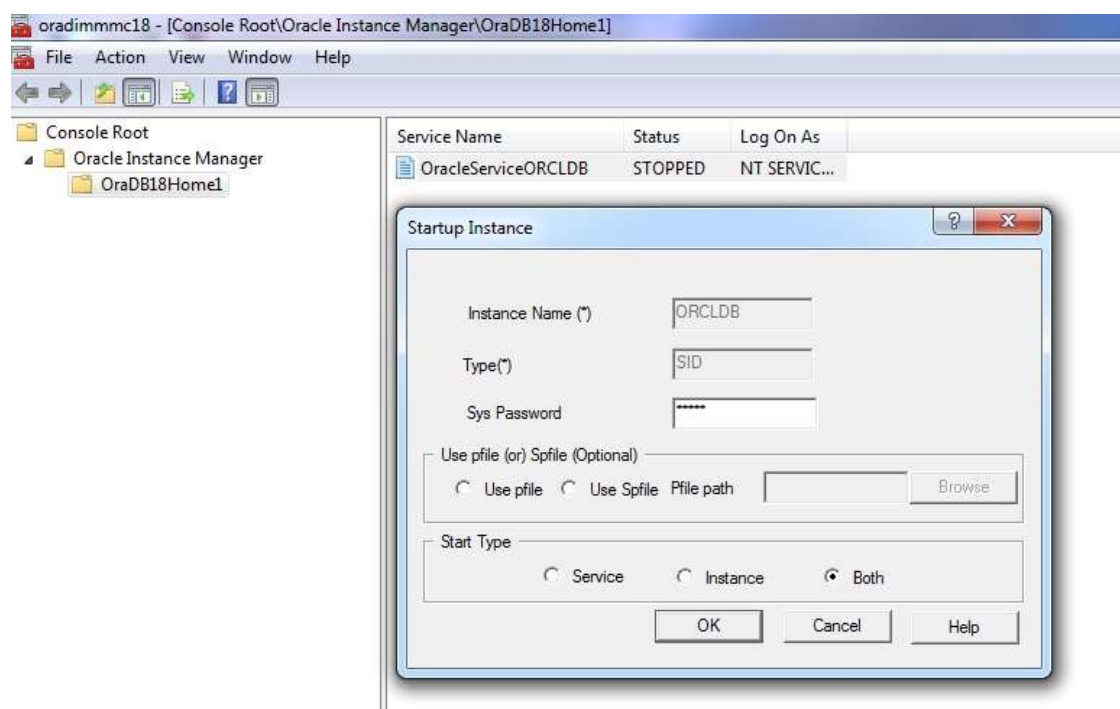 oradimmmc18 - [Console Root\Oracle Instance Manager\OraDB18Home1]
File Action View Window Help
Console Root
Oracle Instance Manager
OraDB18Home1
Service Name Status Log On As
OracleServiceORCLDB STOPPED NT SERVIC...
Startup Instance
Instance Name (*) ORCLDB
Type(*) SID
Sys Password *****
Use pfile (or) Spfile (Optional)
Use pfile Use Spfile Pfile path Browse
Start Type
Service Instance Both
OK Cancel Help